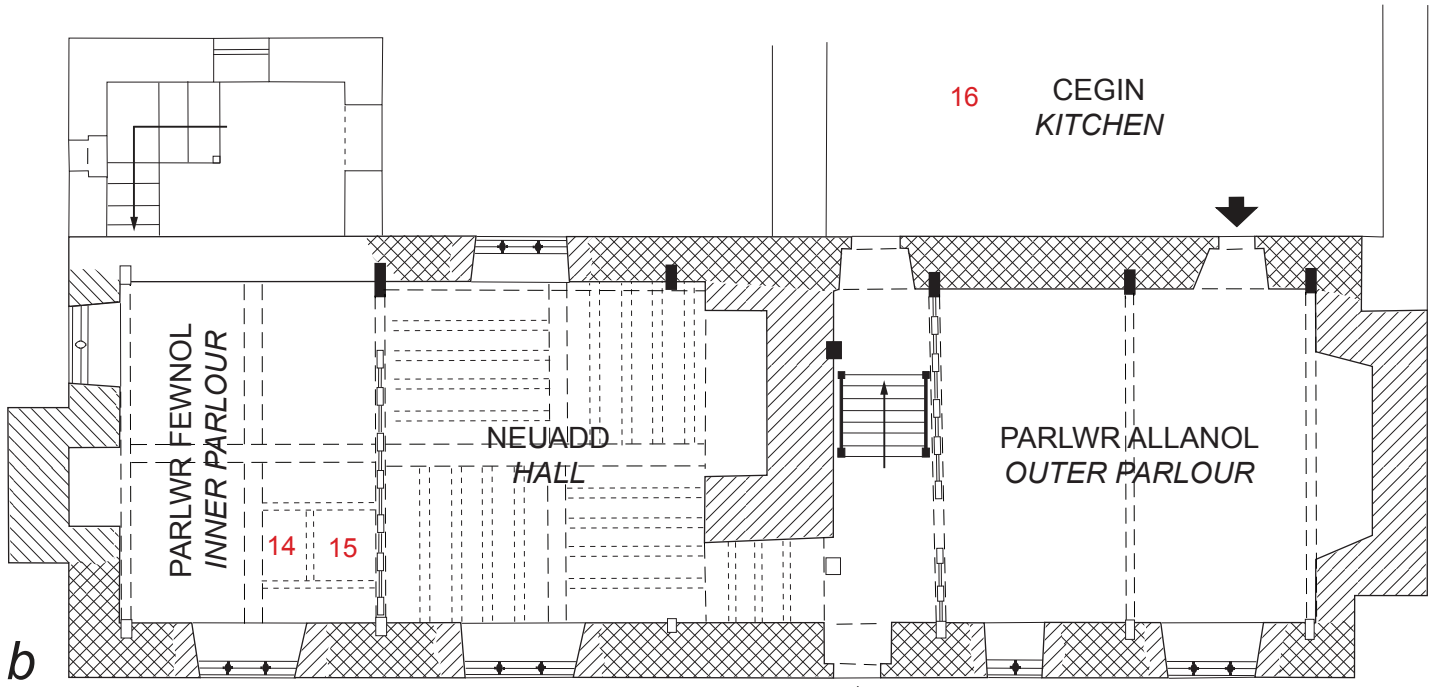 16
CEGIN
KITCHEN
PARLWR FEWNOL
INNER PARLOUR
NEUADD
HALL
PARLWR ALLANOL
OUTER PARLOUR
14
15
b